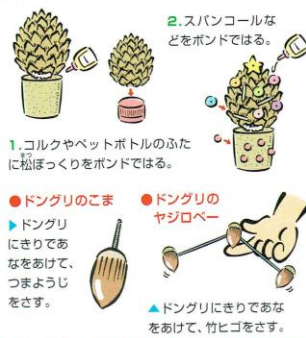 2.スパンコールな
どをボンドではる。
1.コルクやペットボトルのふた
に松ぼっくりをボンドではる。
まつ
●ドングリのこま
▶ドングリ
にきりであ
なをあけて、
つまようじ
をさす。
●ドングリの
ヤジロベー
▲ドングリにきりであな
をあけて、竹ヒゴをさす。